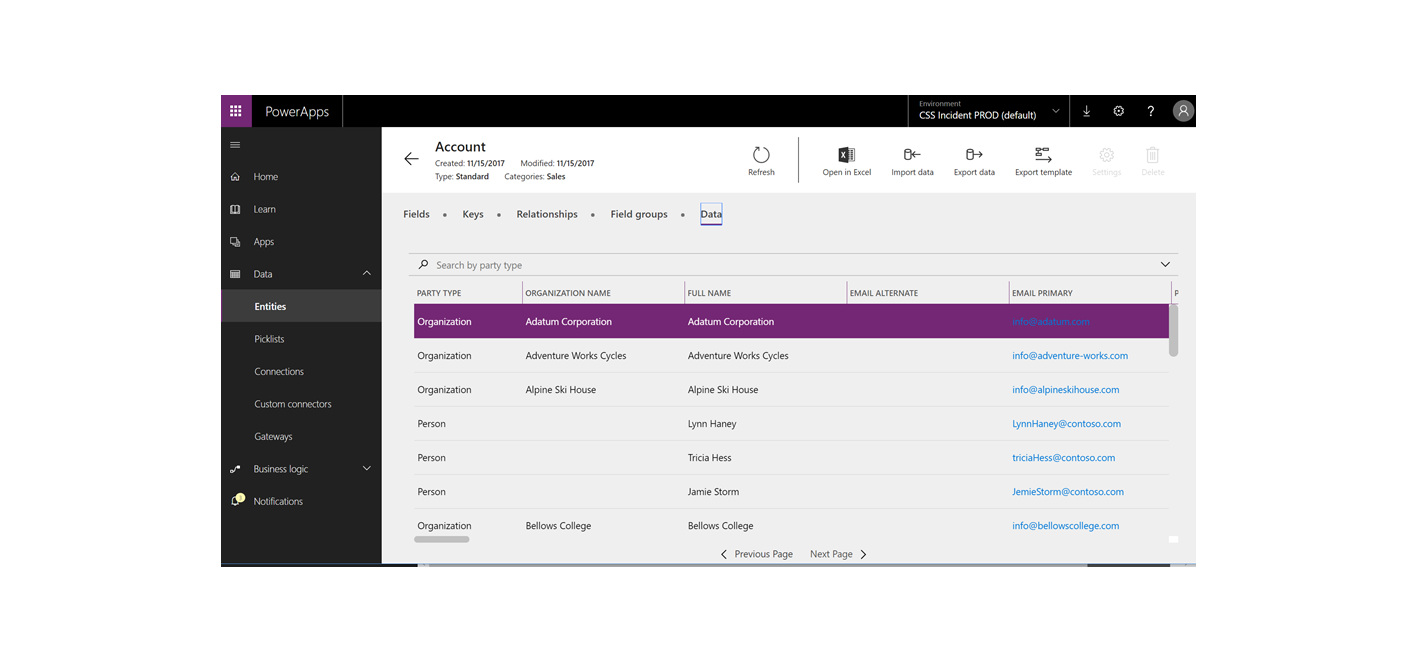 PowerApps
Environment
CSS Incident PROD (default)
?
Home
Learn
Apps
Data
Entities
Picklists
Connections
Custom connectors
Gateways
Business logic
Notifications
Account
Created: 11/15/2017 Modified: 11/15/2017
Type: Standard Categories: Sales
Refresh
Open in Excel
Import data
Export data
Export template
Settings
Delete
Fields • Keys • Relationships • Field groups • Data
Search by party type
PARTY TYPE ORGANIZATION NAME FULL NAME EMAIL ALTERNATE EMAIL PRIMARY P
Organization Adatum Corporation Adatum Corporation info@adatum.com
Organization Adventure Works Cycles Adventure Works Cycles info@adventure-works.com
Organization Alpine Ski House Alpine Ski House info@alpineskihouse.com
Person Lynn Haney LynnHaney@contoso.com
Person Tricia Hess triciaHess@contoso.com
Person Jamie Storm JemieStorm@contoso.com
Organization Bellows College Bellows College info@bellowscollege.com
Previous Page Next Page